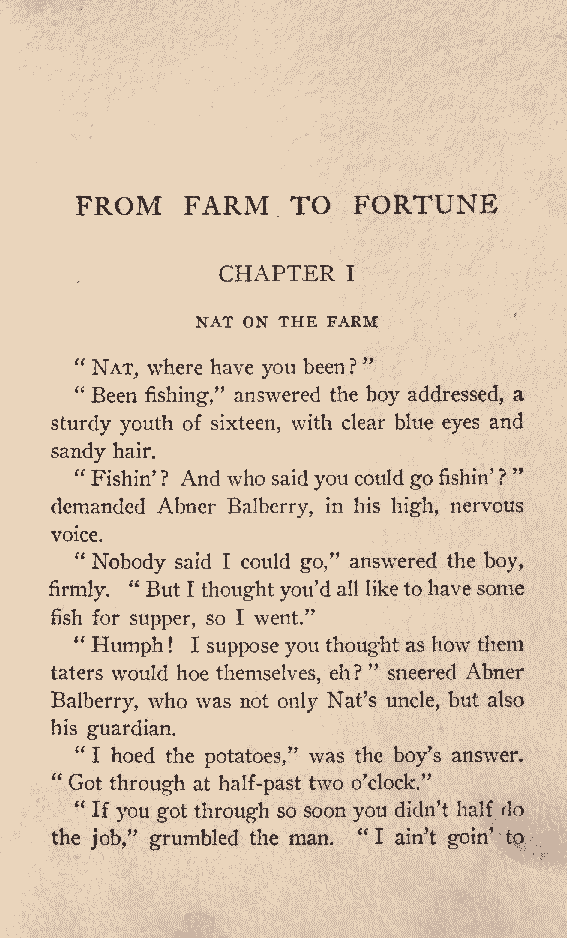 FROM FARM TO FORTUNE
CHAPTER I
NAT ON THE FARM
“ NAT, where have you been? ”
“ Been fishing,” answered the boy addressed, a
sturdy youth of sixteen, with clear blue eyes and
sandy hair.
“ Fishin’? And who said you could go fishin’? ”
demanded Abner Balberry, in his high, nervous
voice.
“ Nobody said I could go,” answered the boy,
firmly. “ But I thought you’d all like to have some
fish for supper, so I went.”
“ Humph! I suppose you thought as how them
taters would hoe themselves, eh? ” sneered Abner
Balberry, who was not only Nat’s uncle, but also
his guardian.
“ I hoed the potatoes,” was the boy’s answer.
“ Got through at half-past two o’clock.”
“ If you got through so soon you didn’t half do
the job,” grumbled the man. “ I ain’t goin’ to